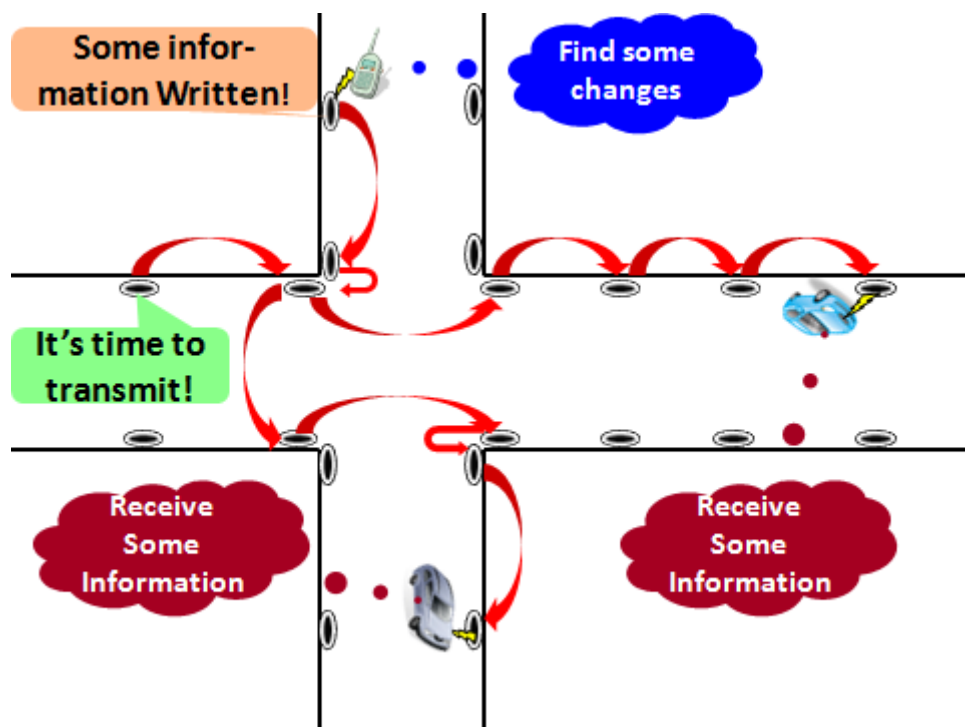 Some infor-
mation Written!
Find some
changes
It's time to
transmit!
Receive
Some
Information
Receive
Some
Information